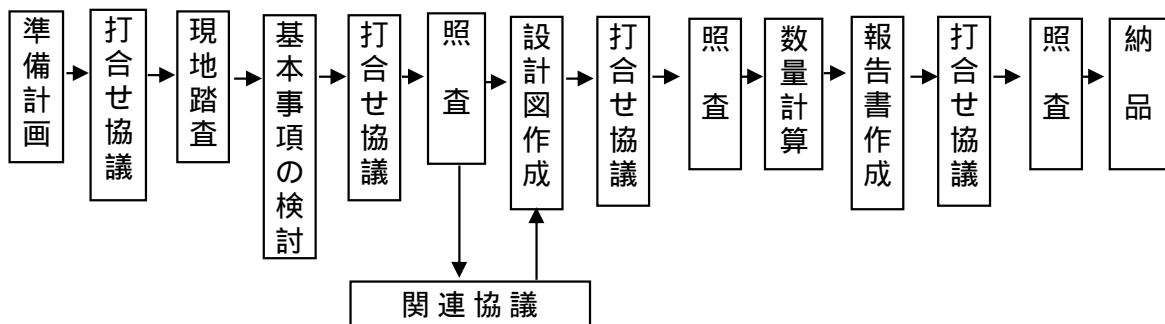 準備計画
打合せ協議
現地踏査
基本事項の検討
打合せ協議
照査
設計図作成
打合せ協議
照査
数量計算
報告書作成
打合せ協議
照査
納品
関連協議